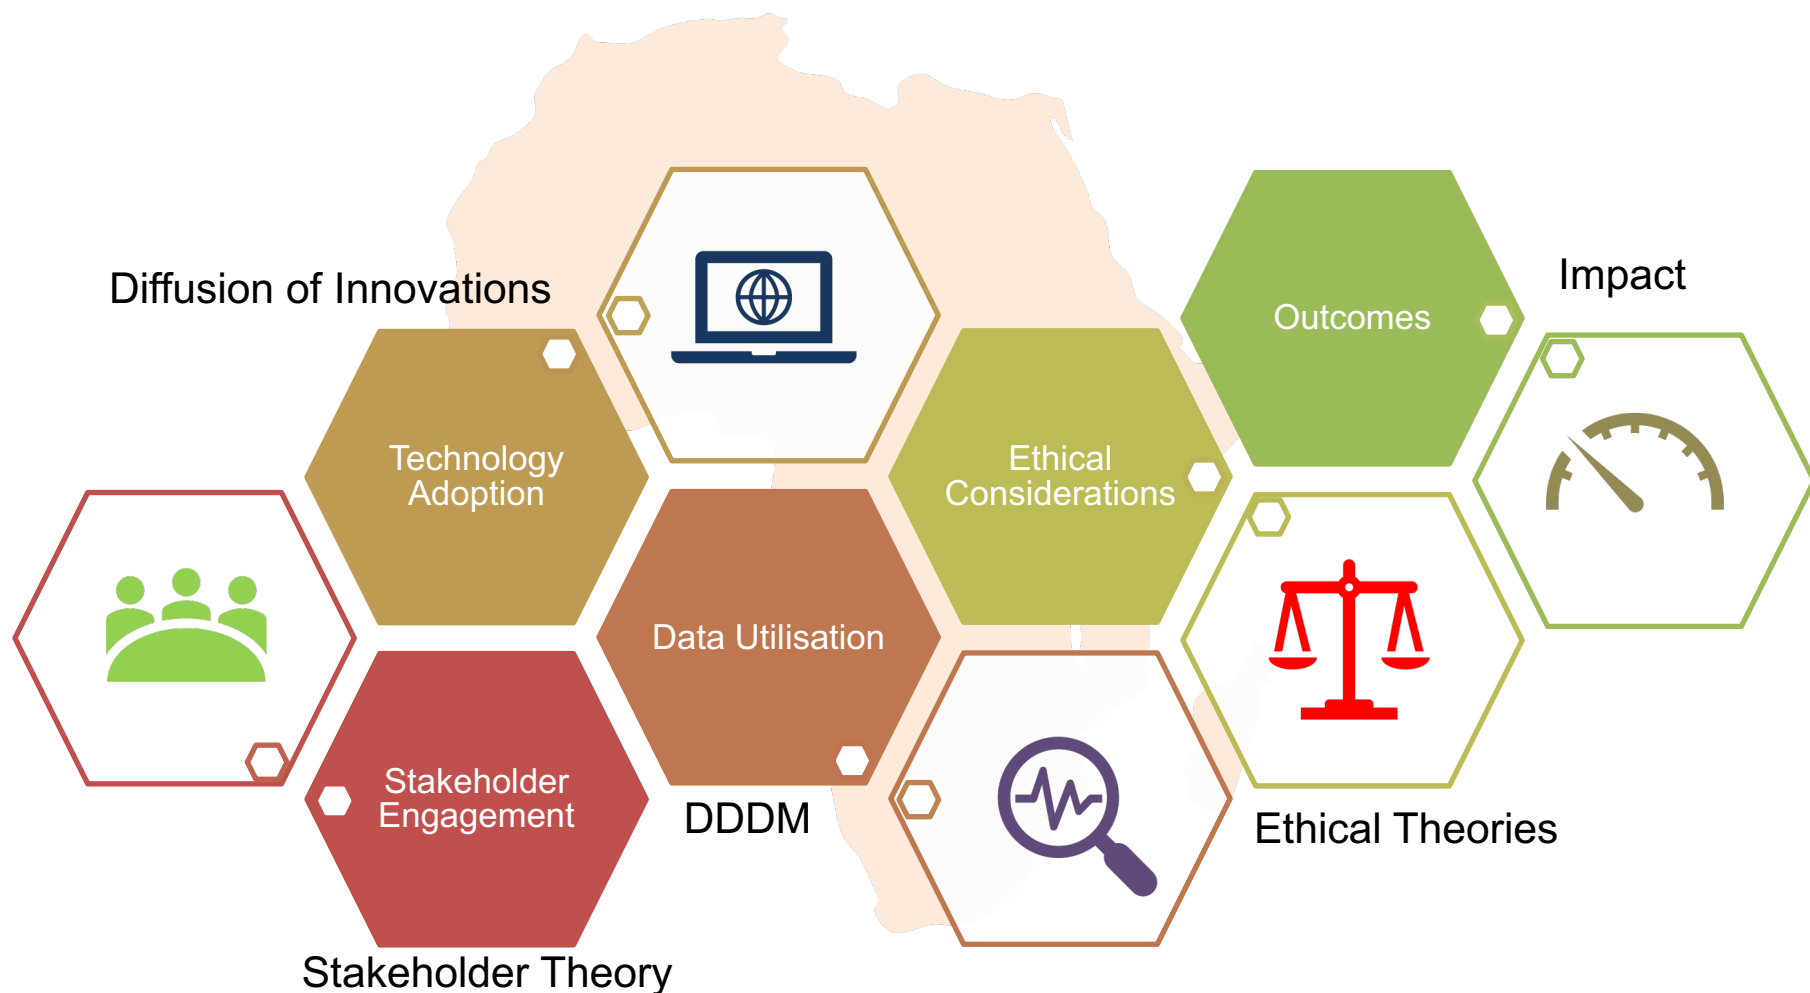 Diffusion of Innovations
Technology
Adoption
Stakeholder
Engagement
Stakeholder Theory
Data Utilisation
DDDM
Ethical
Considerations
Ethical Theories
Outcomes
Impact